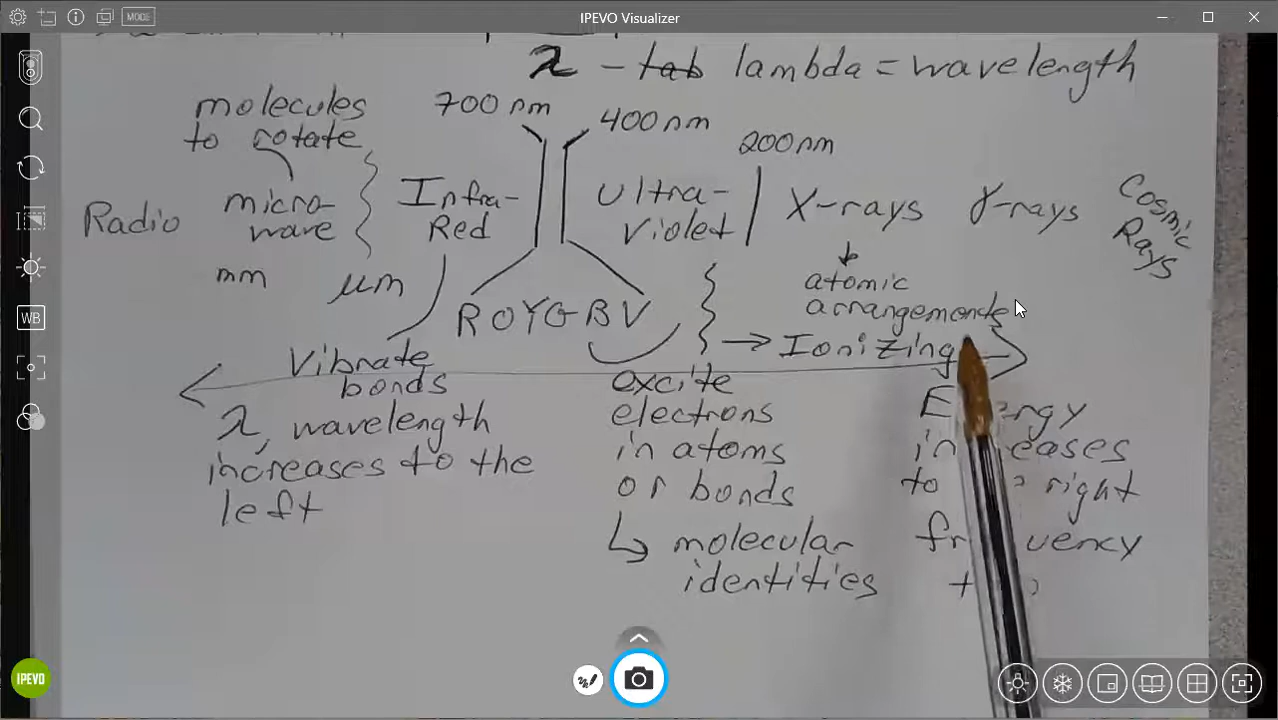 MODE
IPEVO Visualizer
λ - tab lambda = wavelength
molecules
to rotate
700 nm
400 nm
200 nm
Radio
micro-
wave
Infra-
Red
Ultra-
Violet
X-rays
γ-rays
Cosmic
Rays
mm
μm
ROYGBV
atomic
arrangements
→ Ionizing
Vibrate
bonds
λ, wavelength
increases to the
left
excite
electrons
in atoms
or bonds
↳ molecular
identities
to right
WB
IPEVO